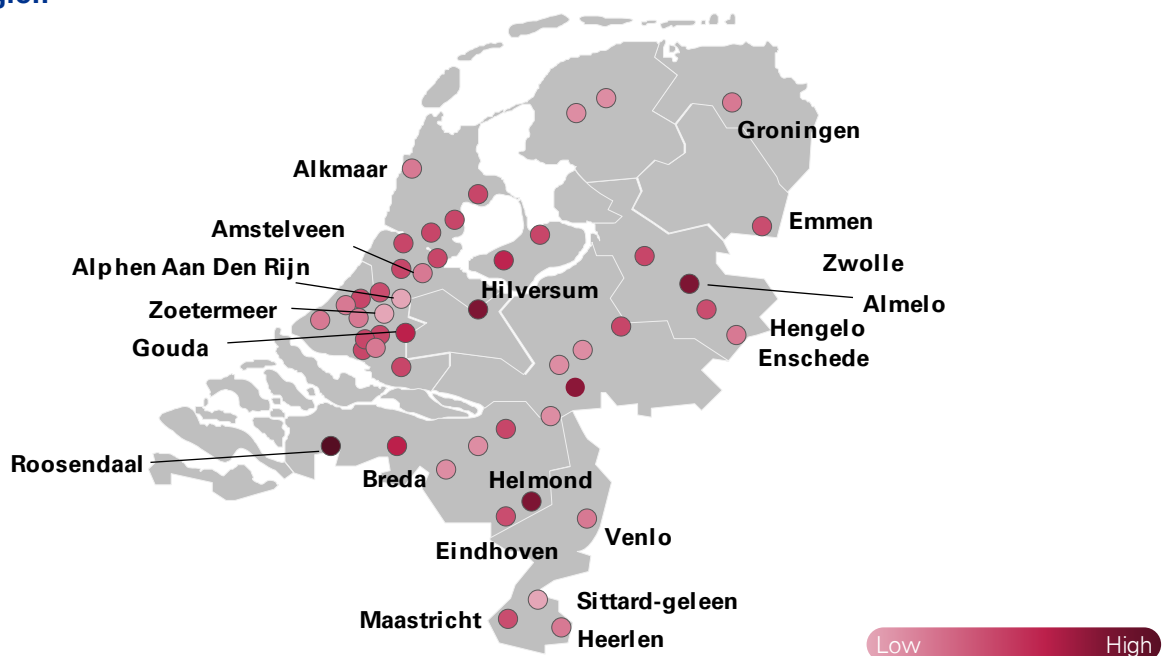 Groningen
Alkmaar
Emmen
Amstelveen
Zwolle
Alphen Aan Den Rijn
Hilversum
Almelo
Zoetermeer
Hengelo
Gouda
Enschede
Roosendaal
Breda
Helmond
Venlo
Eindhoven
Sittard-geleen
Maastricht
Heerlen
Low
High